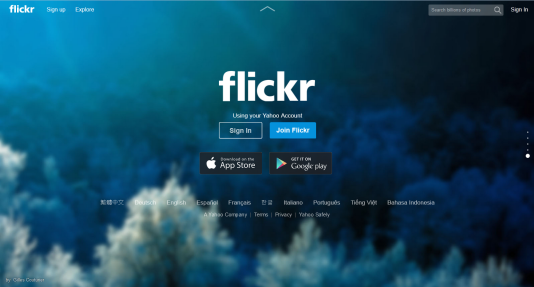 flickr Sign up Explore Search billions of photos Sign In
flickr
Using your Yahoo Account
Sign In Join Flickr
Download on the
App Store
GET IT ON
Google play
繁體中文 Deutsch English Español Français 한글 Italiano Português Tiếng Việt Bahasa Indonesia
A Yahoo Company | Terms | Privacy | Yahoo Safety
by